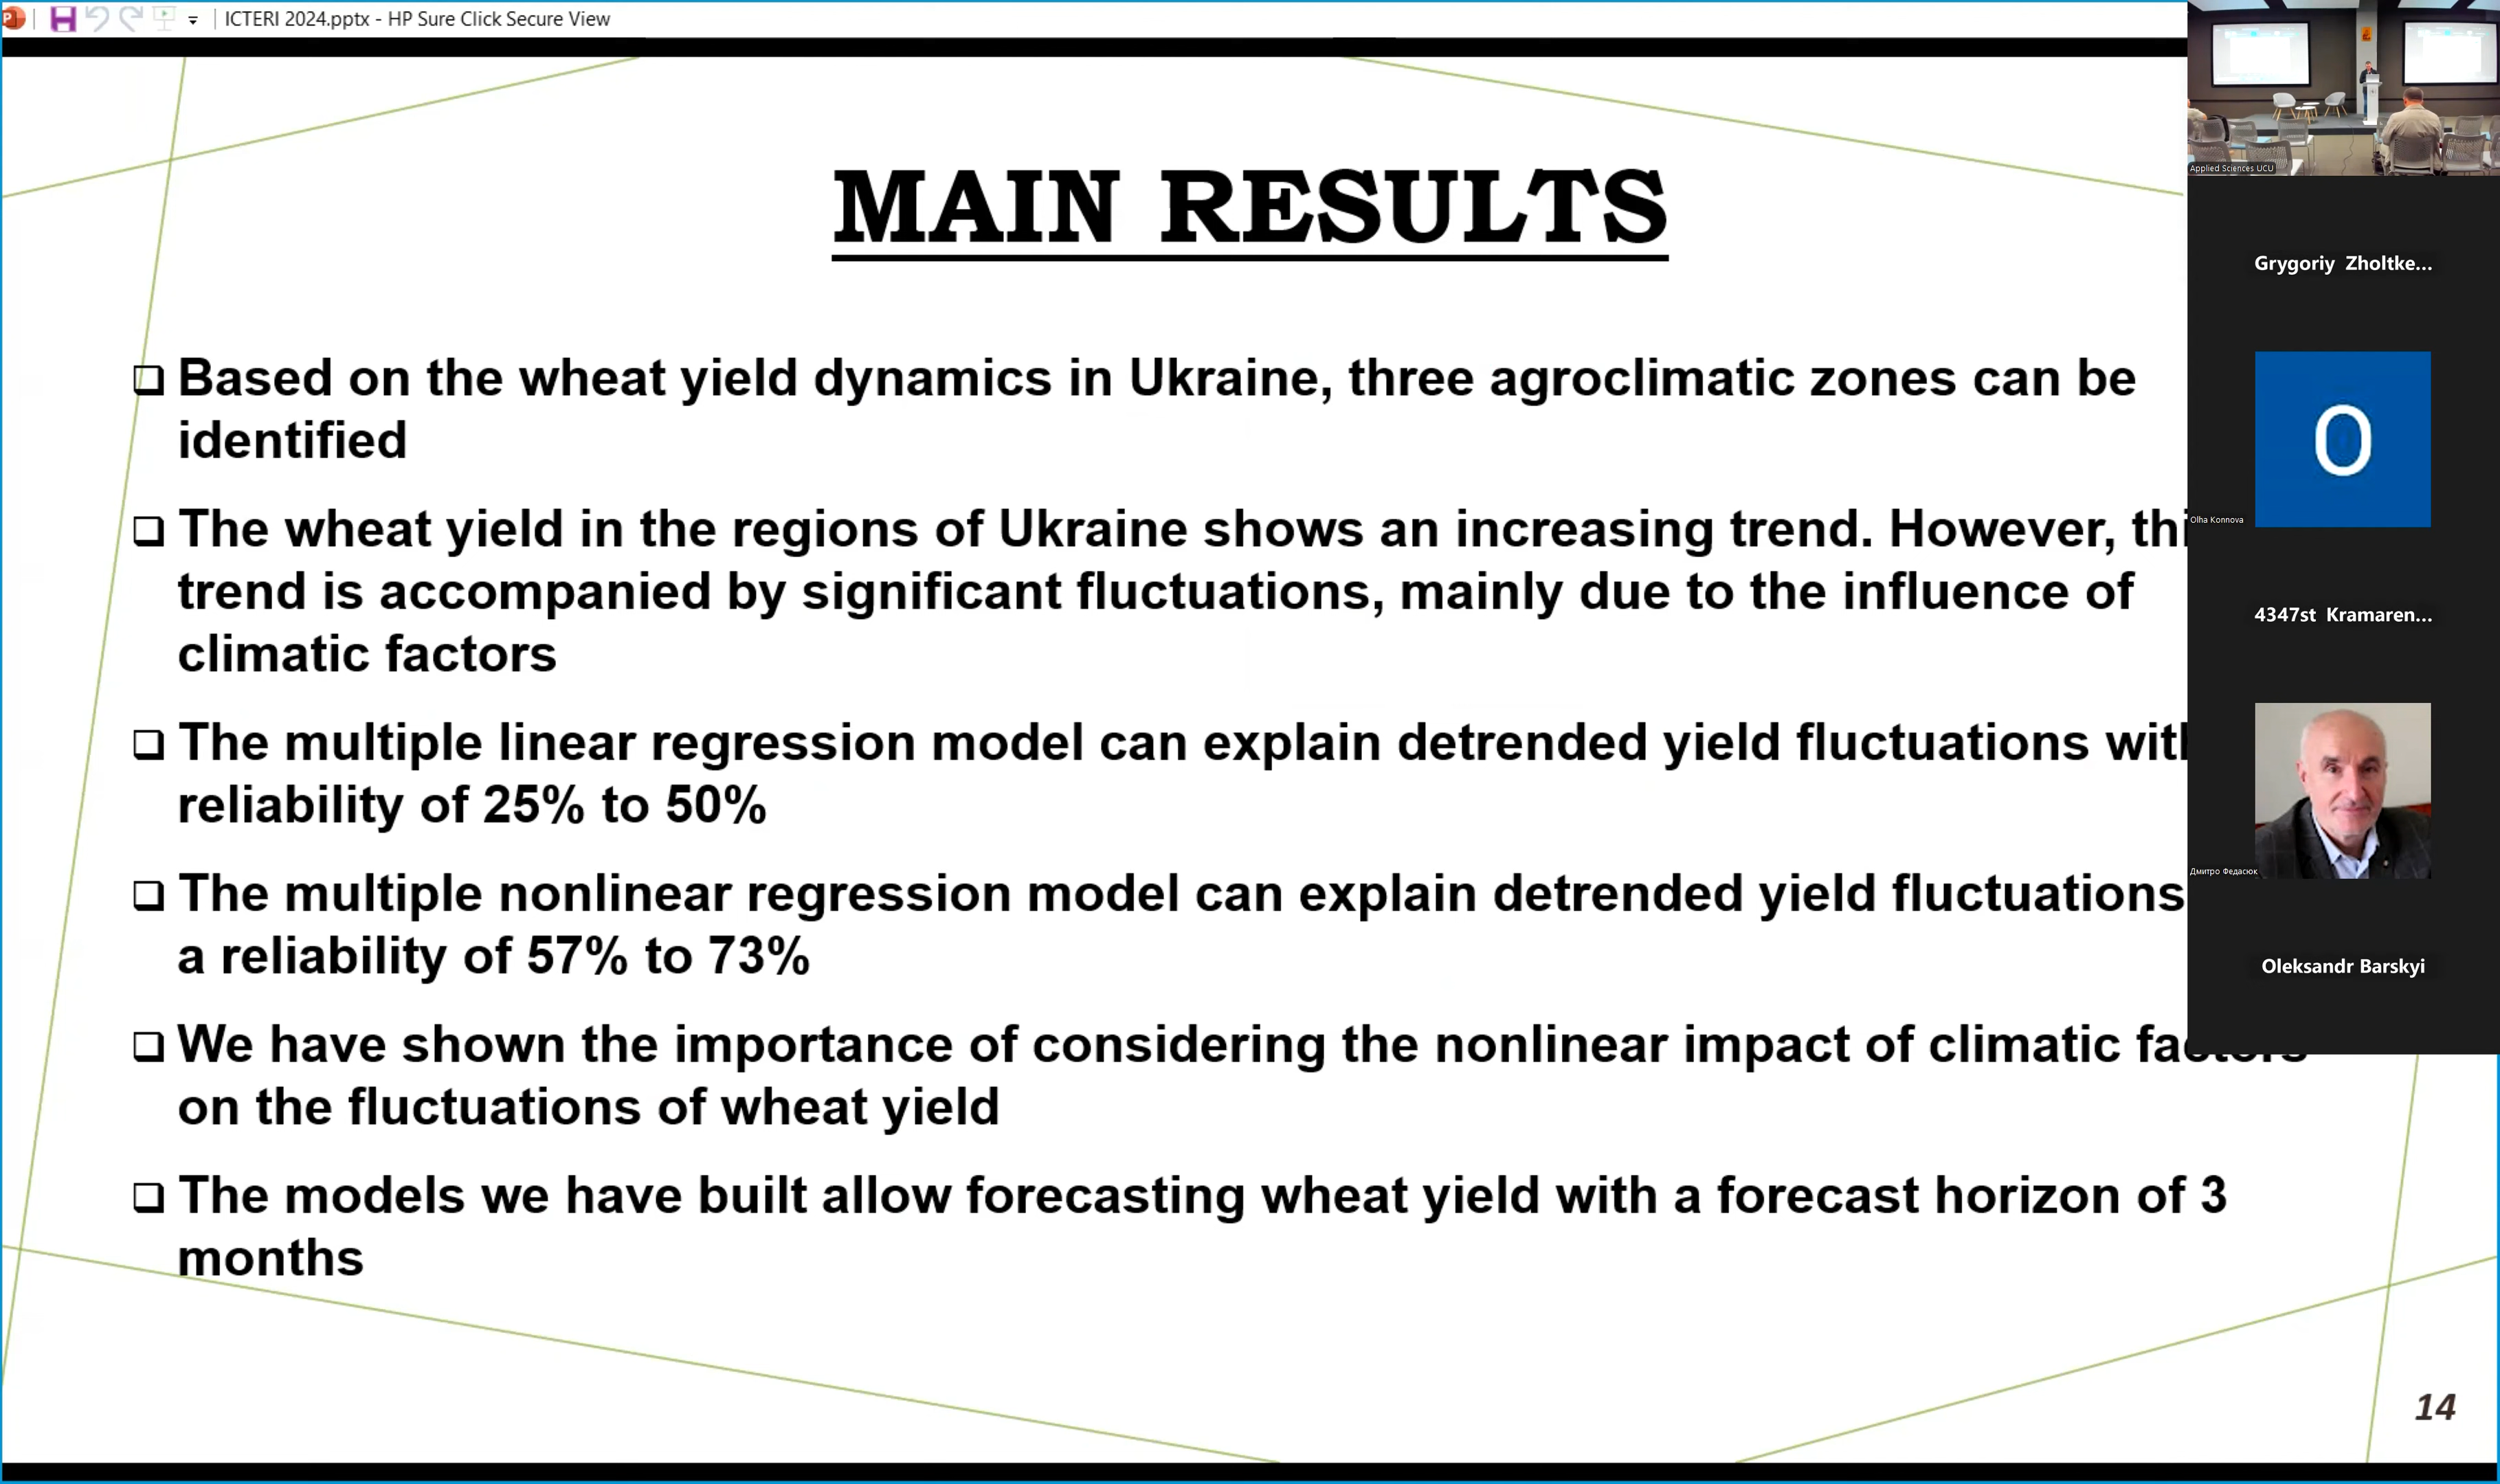 ICTERI 2024.pptx - HP Sure Click Secure View
MAIN RESULTS
Based on the wheat yield dynamics in Ukraine, three agroclimatic zones can be
identified
The wheat yield in the regions of Ukraine shows an increasing trend. However, thi
trend is accompanied by significant fluctuations, mainly due to the influence of
climatic factors
The multiple linear regression model can explain detrended yield fluctuations with
reliability of 25% to 50%
The multiple nonlinear regression model can explain detrended yield fluctuations
a reliability of 57% to 73%
We have shown the importance of considering the nonlinear impact of climatic factors
on the fluctuations of wheat yield
The models we have built allow forecasting wheat yield with a forecast horizon of 3
months
14
Applied Sciences UCU
Grygoriy Zholtke...
O
Olha Konnova
4347st Kramaren...
Дмитро Федасюк
Oleksandr Barskyi